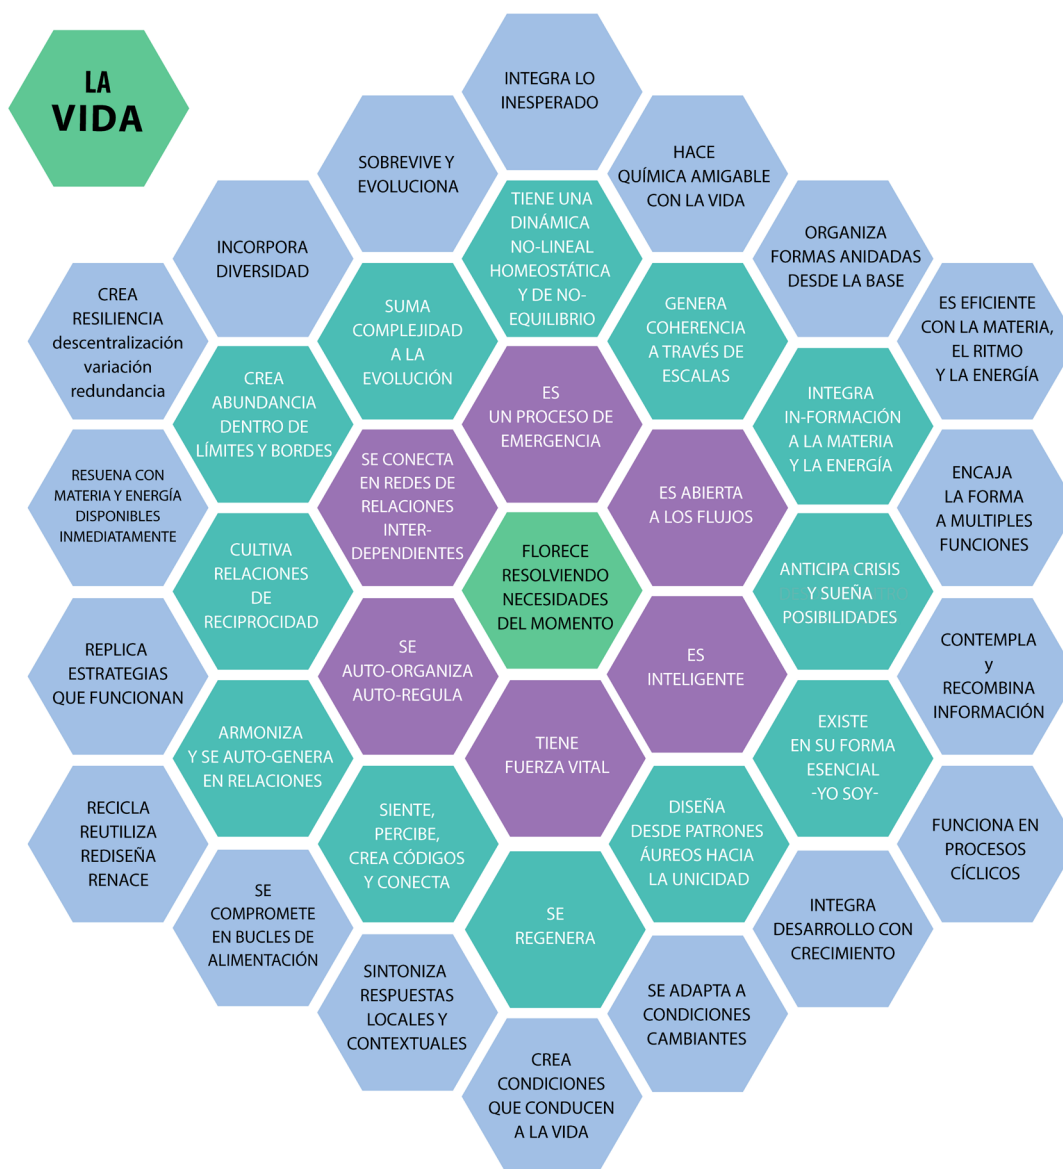 LA
VIDA
INTEGRA LO
INESPERADO
SOBREVIVE Y
EVOLUCIONA
HACE
QUÍMICA AMIGABLE
CON LA VIDA
INCORPORA
DIVERSIDAD
TIENE UNA
DINÁMICA
NO-LINEAL
HOMEOSTÁTICA
Y DE NO-
EQUILIBRIO
ORGANIZA
FORMAS ANIDADAS
DESDE LA BASE
CREA
RESILIENCIA
descentralización
variación
redundancia
SUMA
COMPLEJIDAD
A LA
EVOLUCIÓN
GENERA
COHERENCIA
A TRAVÉS DE
ESCALAS
ES EFICIENTE
CON LA MATERIA,
EL RITMO
Y LA ENERGÍA
CREA
ABUNDANCIA
DENTRO DE
LÍMITES Y BORDES
ES
UN PROCESO DE
EMERGENCIA
INTEGRA
IN-FORMACIÓN
A LA MATERIA
Y LA ENERGÍA
RESUENA CON
MATERIA Y ENERGÍA
DISPONIBLES
INMEDIATAMENTE
SE CONECTA
EN REDES DE
RELACIONES
INTER-
DEPENDIENTES
ES ABIERTA
A LOS FLUJOS
ENCAJA
LA FORMA
A MULTIPLES
FUNCIONES
CULTIVA
RELACIONES
DE
RECIPROCIDAD
FLORECE
RESOLVIENDO
NECESIDADES
DEL MOMENTO
ANTICIPA CRISIS
Y SUEÑA
POSIBILIDADES
REPLICA
ESTRATEGIAS
QUE FUNCIONAN
SE
AUTO-ORGANIZA
AUTO-REGULA
ES
INTELIGENTE
CONTEMPLA
y
RECOMBINA
INFORMACIÓN
ARMONIZA
Y SE AUTO-GENERA
EN RELACIONES
TIENE
FUERZA VITAL
EXISTE
EN SU FORMA
ESENCIAL
-YO SOY-
RECICLA
REUTILIZA
REDISEÑA
RENACE
SIENTE,
PERCIBE,
CREA CÓDIGOS
Y CONECTA
DISEÑA
DESDE PATRONES
ÁUREOS HACIA
LA UNICIDAD
FUNCIONA EN
PROCESOS
CÍCLICOS
SE
COMPROMETE
EN BUCLES DE
ALIMENTACIÓN
SE
REGENERA
INTEGRA
DESARROLLO CON
CRECIMIENTO
SINTONIZA
RESPUESTAS
LOCALES Y
CONTEXTUALES
SE ADAPTA A
CONDICIONES
CAMBIANTES
CREA
CONDICIONES
QUE CONDUCEN
A LA VIDA